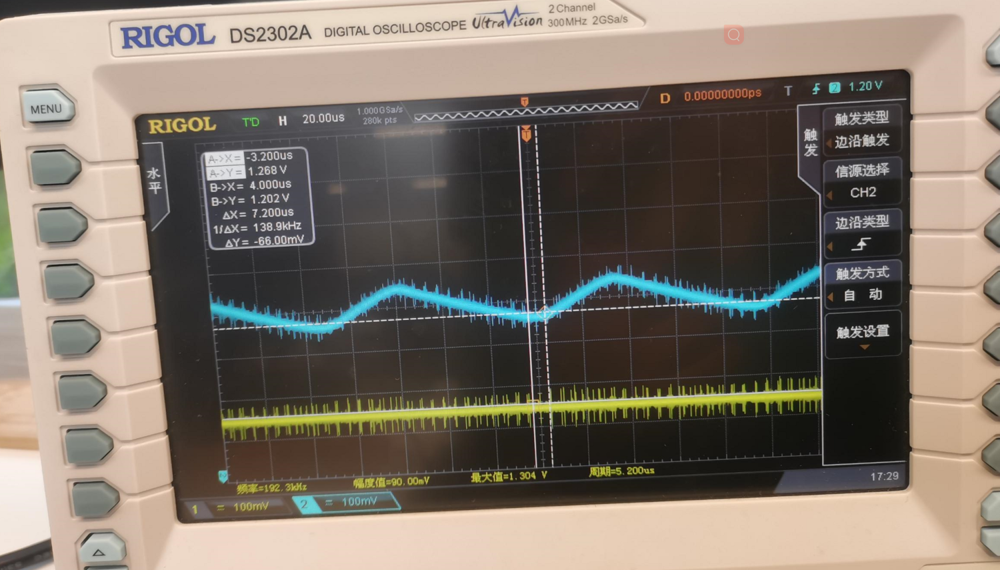 RIGOL DS2302A DIGITAL OSCILLOSCOPE UltraVision 2 Channel
300MHz 2GSa/s
MENU
RIGOL T'D H 20.00us 1.000GSa/s
280k pts
T
D 0.00000000ps T 2 1.20 V
T
水平
A->X= -3.200us
A->Y= 1.268 V
B->X= 4.000us
B->Y= 1.202 V
ΔX= 7.200us
1/ΔX= 138.9kHz
ΔY= -66.00mV
触发
触发类型
边沿触发
信源选择
CH2
边沿类型
触发方式
自 动
触发设置
频率=192.3kHz 幅度值=90.00mV 最大值=1.304 V 周期=5.200us
1 = 100mV 2 = 100mV
17:29